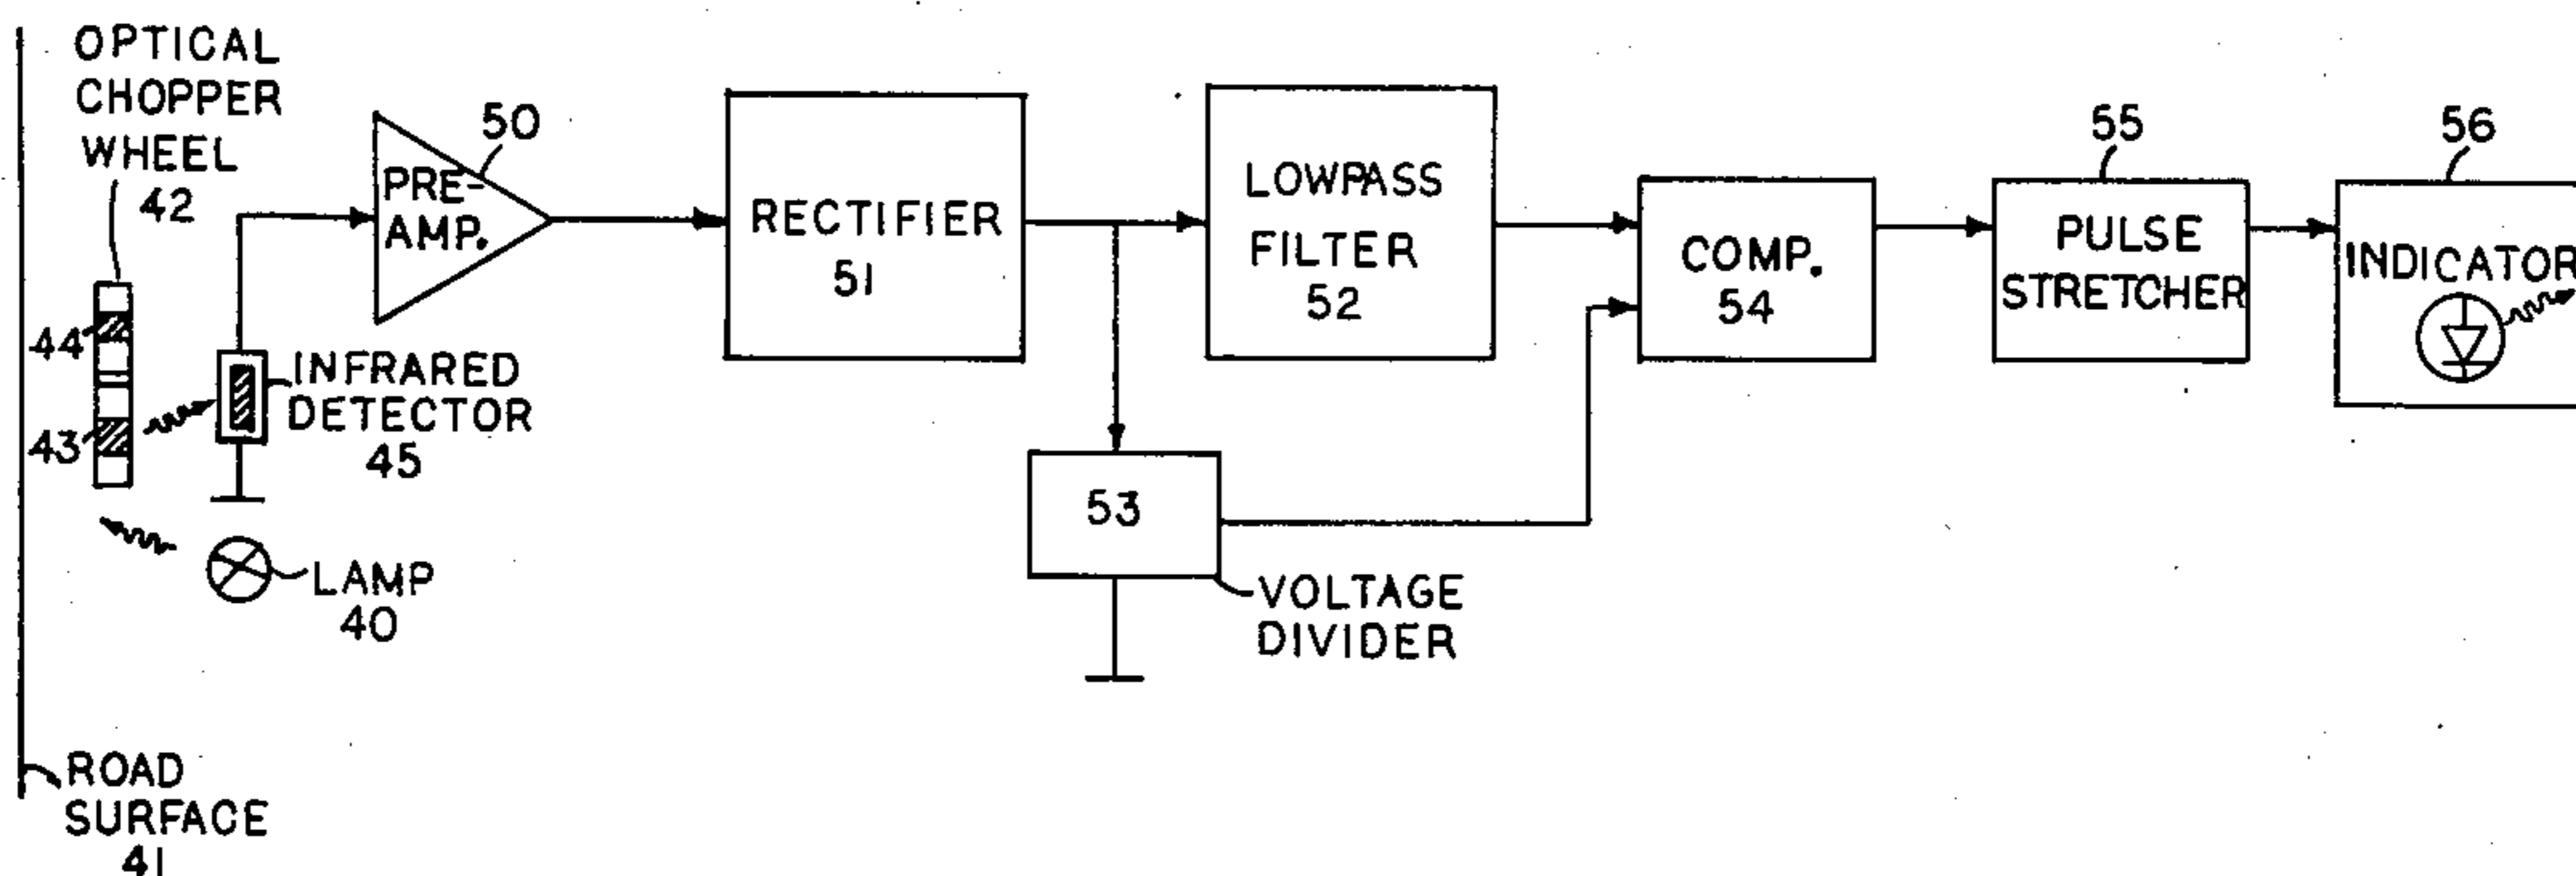 OPTICAL
CHOPPER
WHEEL
42
44
43
INFRARED
DETECTOR
45
LAMP
40
ROAD
SURFACE
41
50
PRE-
AMP.
RECTIFIER
51
LOWPASS
FILTER
52
53
VOLTAGE
DIVIDER
COMP.
54
55
PULSE
STRETCHER
56
INDICATOR